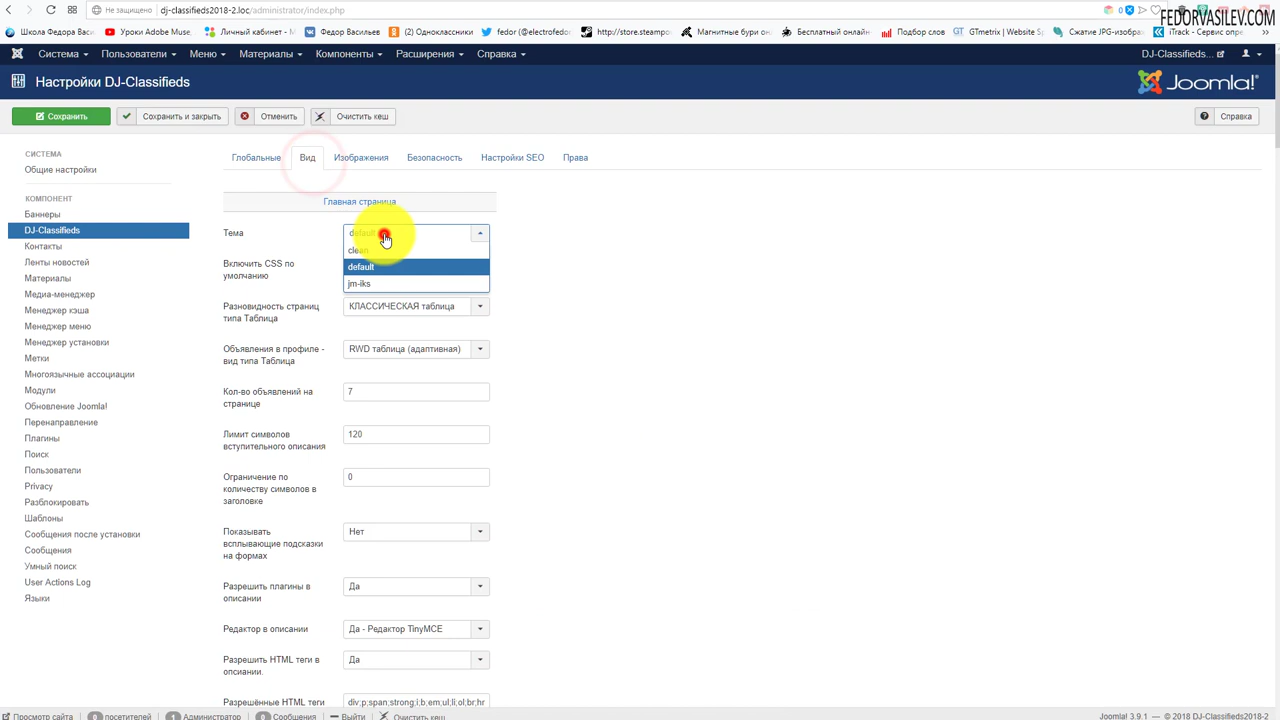 Не защищено
dj-classifieds2018-2.loc/administrator/index.php
FEDORVASILEV.COM
Школа Федора Васи
Уроки Adobe Muse.
Личный кабинет -
Федор Васильев
(2) Одноклассники
fedor (@electrofedor)
http://store.steampo
Магнитные бури он
Бесплатный онлайн
Подбор слов
GTmetrix | Website Sp
Сжатие JPG-изображ
iTrack - Сервис опре
Система
Пользователи
Меню
Материалы
Компоненты
Расширения
Справка
DJ-Classifieds...
Настройки DJ-Classifieds
Joomla!
Сохранить
Сохранить и закрыть
Отменить
Очистить кеш
Справка
СИСТЕМА
Общие настройки
КОМПОНЕНТ
Баннеры
DJ-Classifieds
Контакты
Ленты новостей
Материалы
Медиа-менеджер
Менеджер кэша
Менеджер меню
Менеджер установки
Метки
Многоязычные ассоциации
Модули
Обновление Joomla!
Перенаправление
Плагины
Поиск
Пользователи
Privacy
Разблокировать
Шаблоны
Сообщения после установки
Сообщения
Умный поиск
User Actions Log
Языки
Глобальные
Вид
Изображения
Безопасность
Настройки SEO
Права
Главная страница
Тема
default
clean
default
jm-iks
Включить CSS по
умолчанию
Разновидность страниц
типа Таблица
КЛАССИЧЕСКАЯ таблица
Объявления в профиле -
вид типа Таблица
RWD таблица (адаптивная)
Кол-во объявлений на
странице
7
Лимит символов
вступительного описания
120
Ограничение по
количеству символов в
заголовке
0
Показывать
всплывающие подсказки
на формах
Нет
Разрешить плагины в
описании
Да
Редактор в описании
Да - Редактор TinyMCE
Разрешить HTML теги в
опсиании.
Да
Разрешённые HTML теги
div;p;span;strong;i;b;em;ul;li;ol;br;hr
Просмотр сайта
0 посетителей
1 Администратор
0 Сообщения
Выйти
Очистить кеш
Joomla! 3.9.1 — © 2018 DJ-Classifieds2018-2